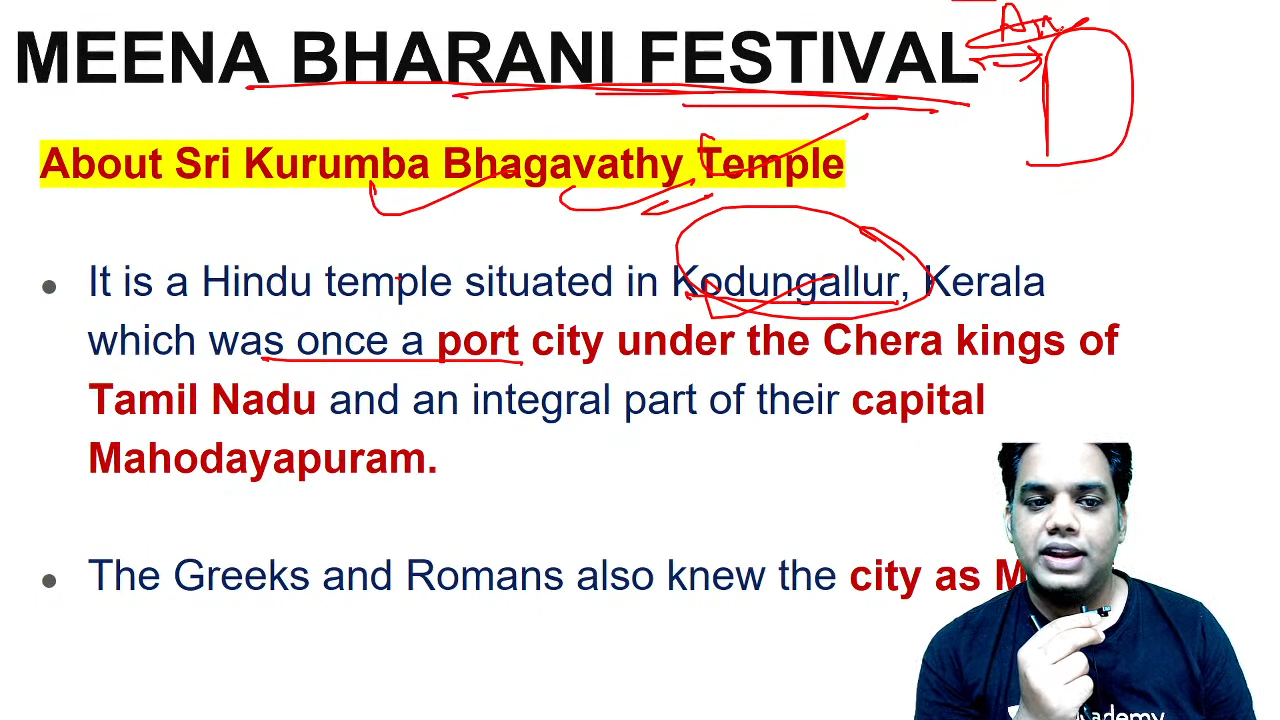 MEENA BHARANI FESTIVAL
About Sri Kurumba Bhagavathy Temple
It is a Hindu temple situated in Kodungallur, Kerala
which was once a port city under the Chera kings of
Tamil Nadu and an integral part of their capital
Mahodayapuram.
The Greeks and Romans also knew the city as